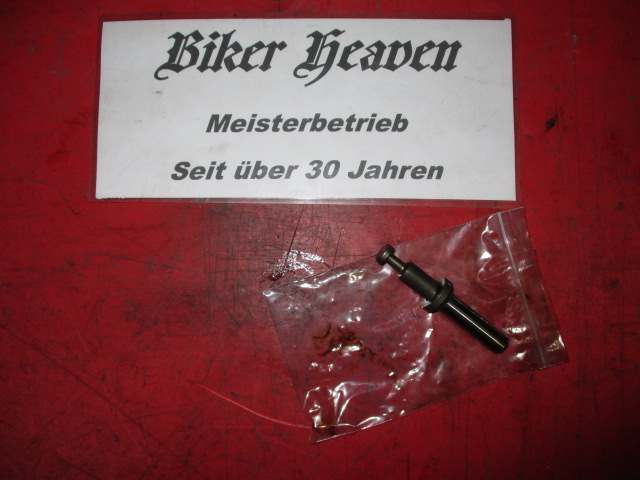 Biker Heaven
Meisterbetrieb
Seit über 30 Jahren